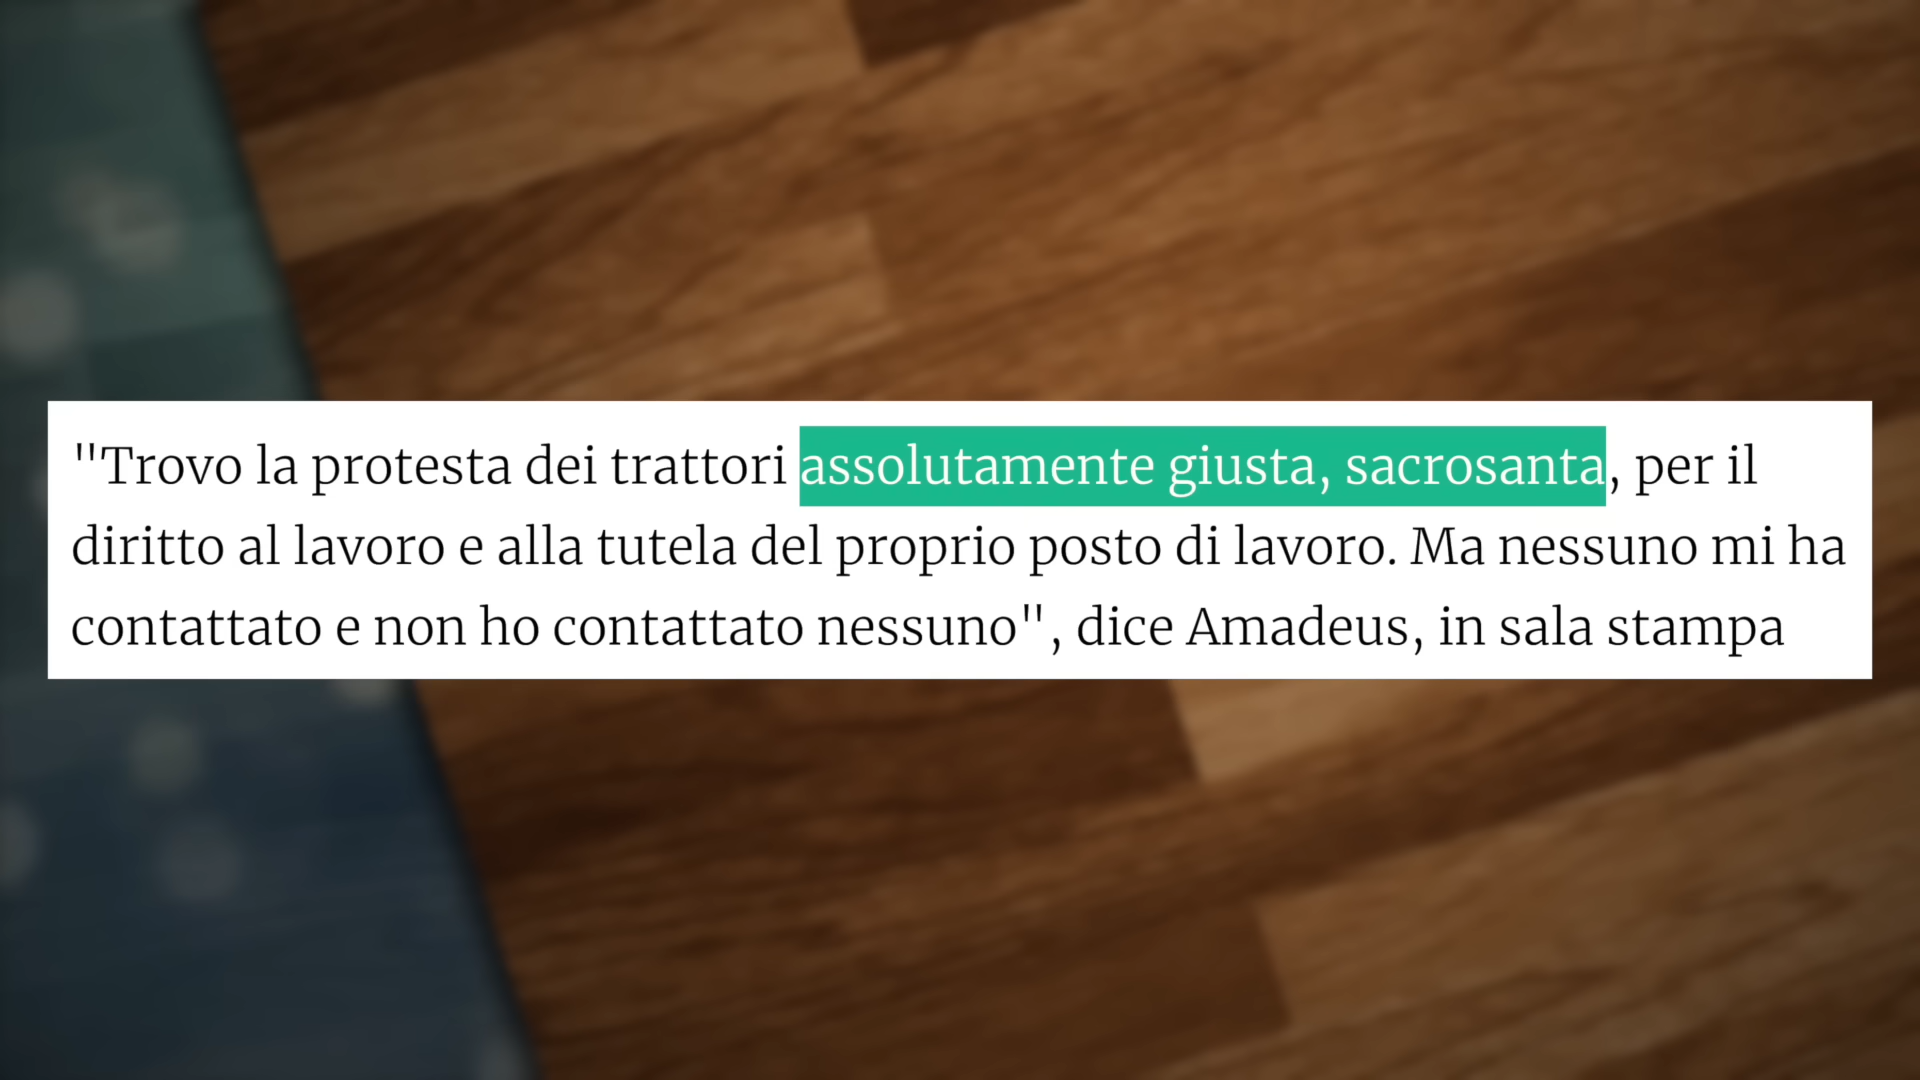 "Trovo la protesta dei trattori assolutamente giusta, sacrosanta, per il
diritto al lavoro e alla tutela del proprio posto di lavoro. Ma nessuno mi ha
contattato e non ho contattato nessuno", dice Amadeus, in sala stampa